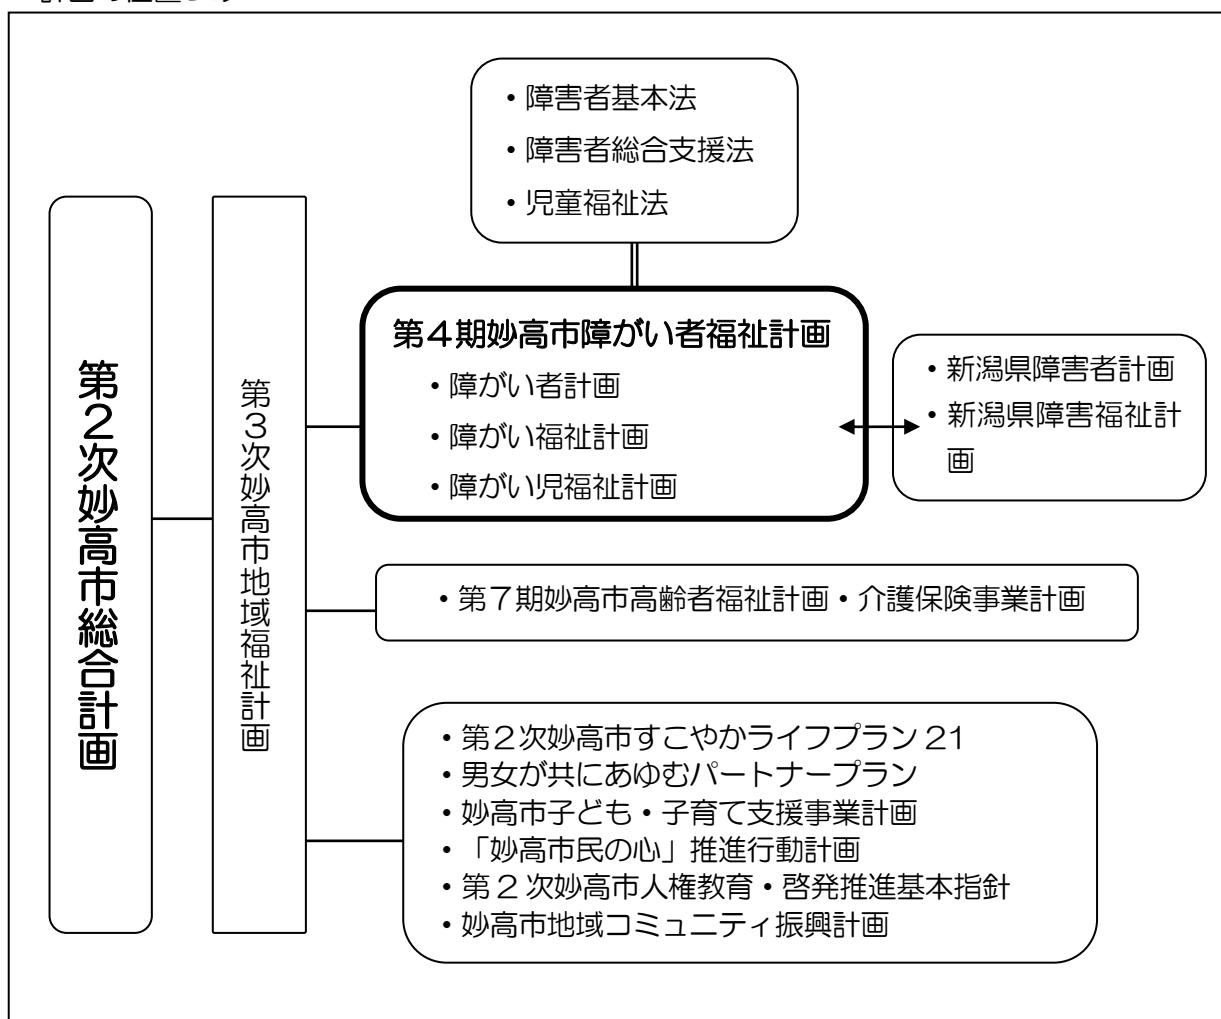 ・障害者基本法
・障害者総合支援法
・児童福祉法
第2次妙高市総合計画
第3次妙高市地域福祉計画
第4期妙高市障がい者福祉計画
・障がい者計画
・障がい福祉計画
・障がい児福祉計画
・新潟県障害者計画
・新潟県障害福祉計
画
・第7期妙高市高齢者福祉計画・介護保険事業計画
・第2次妙高市すこやかライフプラン 21
・男女が共にあゆむパートナープラン
・妙高市子ども・子育て支援事業計画
・「妙高市民の心」推進行動計画
・第2次妙高市人権教育・啓発推進基本指針
・妙高市地域コミュニティ振興計画